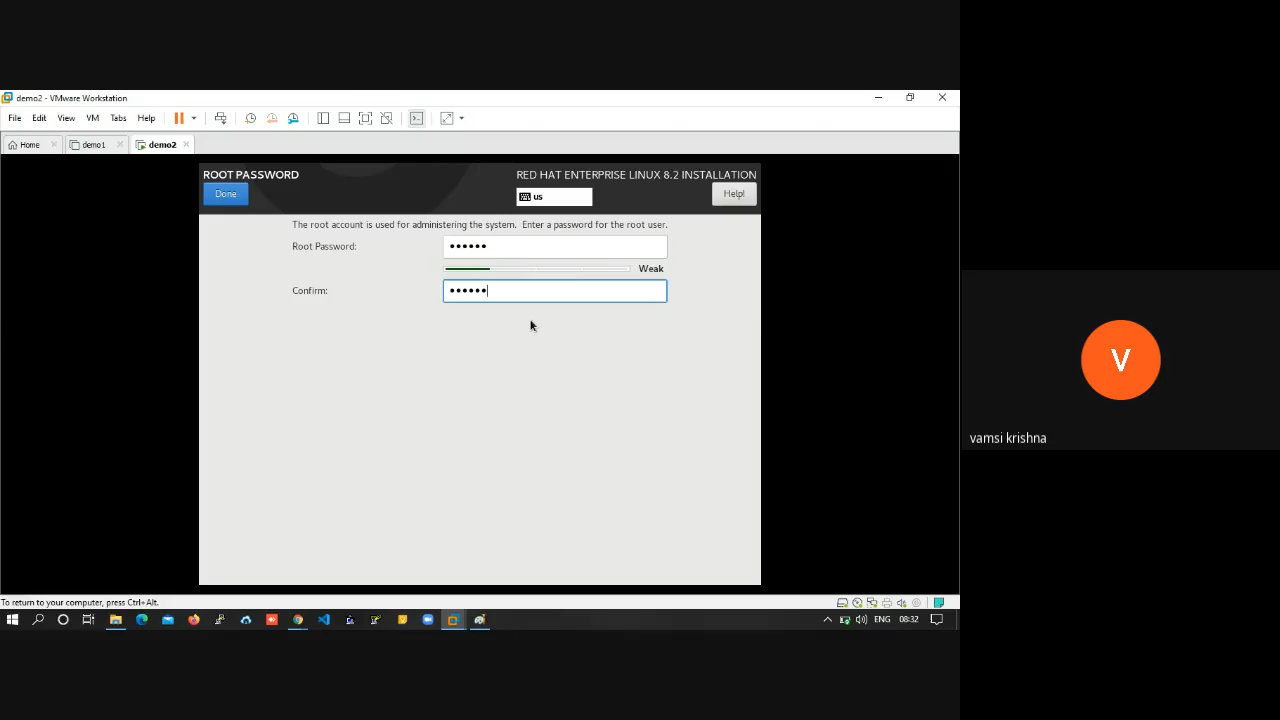 demo2 - VMware Workstation
File Edit View VM Tabs Help
Home demo1 demo2
ROOT PASSWORD
RED HAT ENTERPRISE LINUX 8.2 INSTALLATION
Done
us
Help!
The root account is used for administering the system. Enter a password for the root user.
Root Password: ••••••
Weak
Confirm: ••••••
V
vamsi krishna
To return to your computer, press Ctrl+Alt.
ENG 08:32